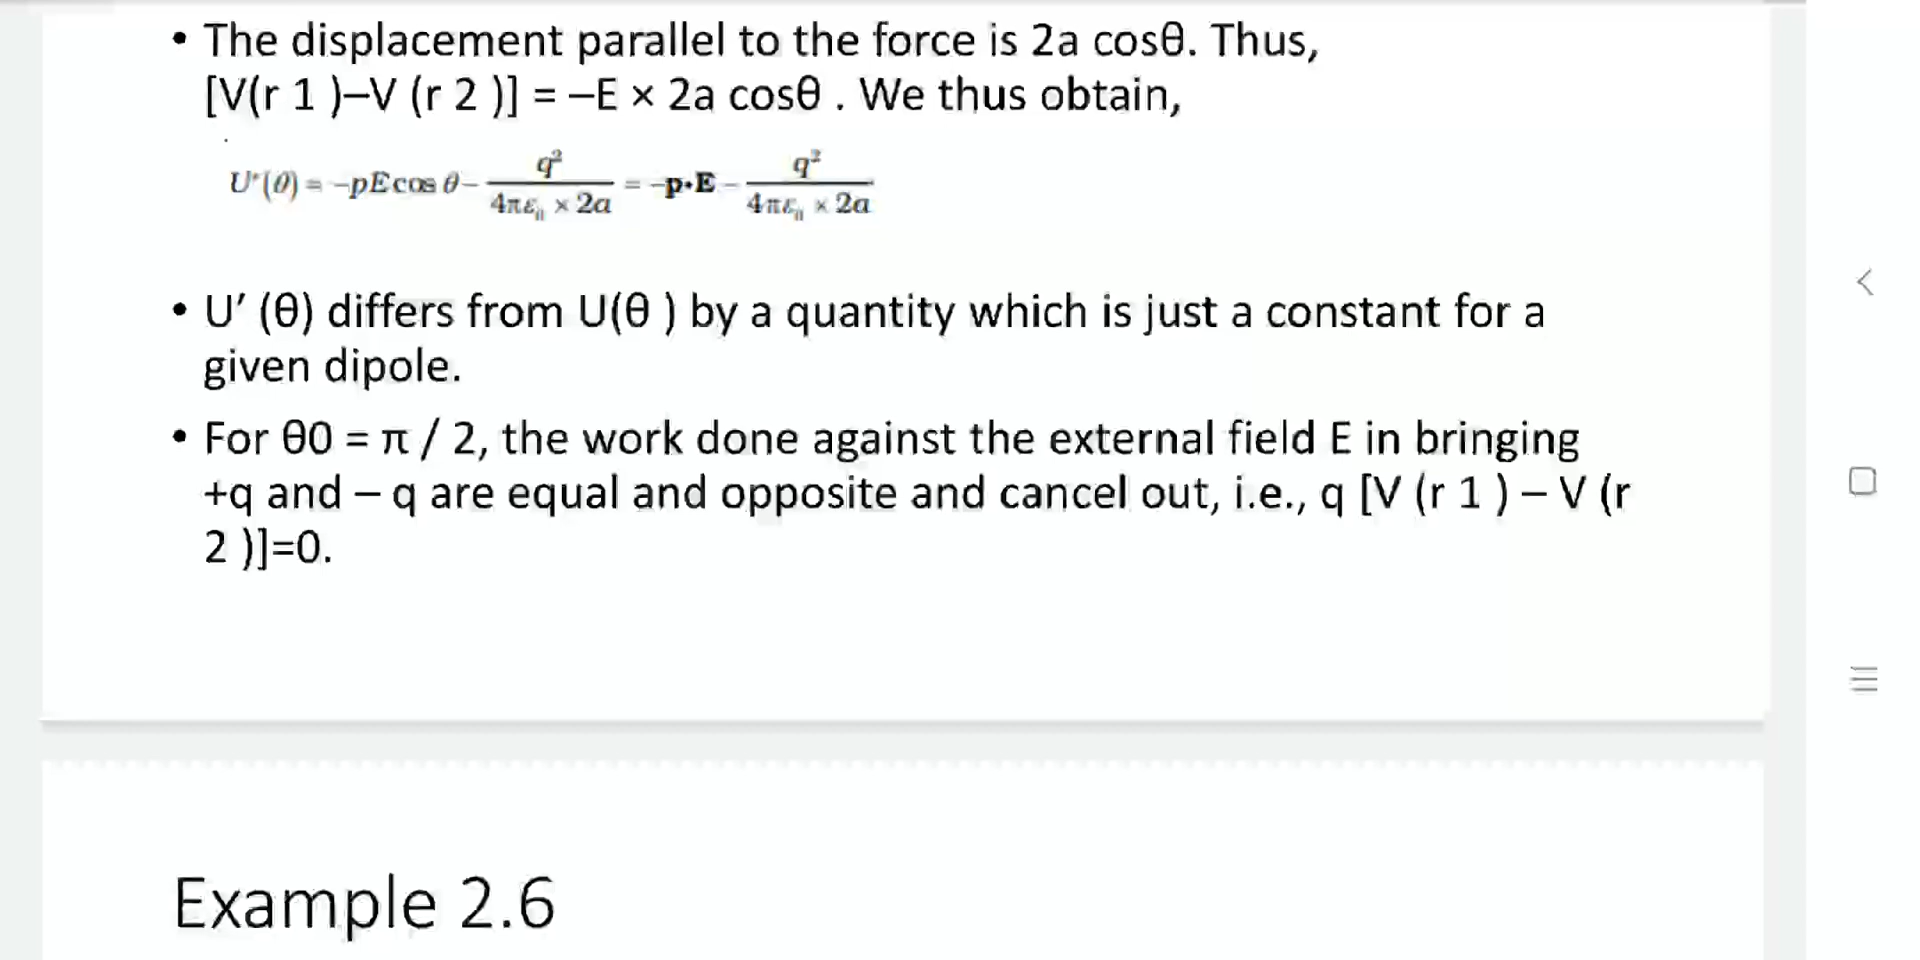 • The displacement parallel to the force is 2a cosθ. Thus,
[V(r 1 )–V (r 2 )] = –E × 2a cosθ . We thus obtain,
U′(θ) = −pE cos θ − q²/(4πε₀ × 2a) = −p·E − q²/(4πε₀ × 2a)
• U′ (θ) differs from U(θ ) by a quantity which is just a constant for a
given dipole.
• For θ0 = π / 2, the work done against the external field E in bringing
+q and – q are equal and opposite and cancel out, i.e., q [V (r 1 ) – V (r
2 )]=0.
Example 2.6